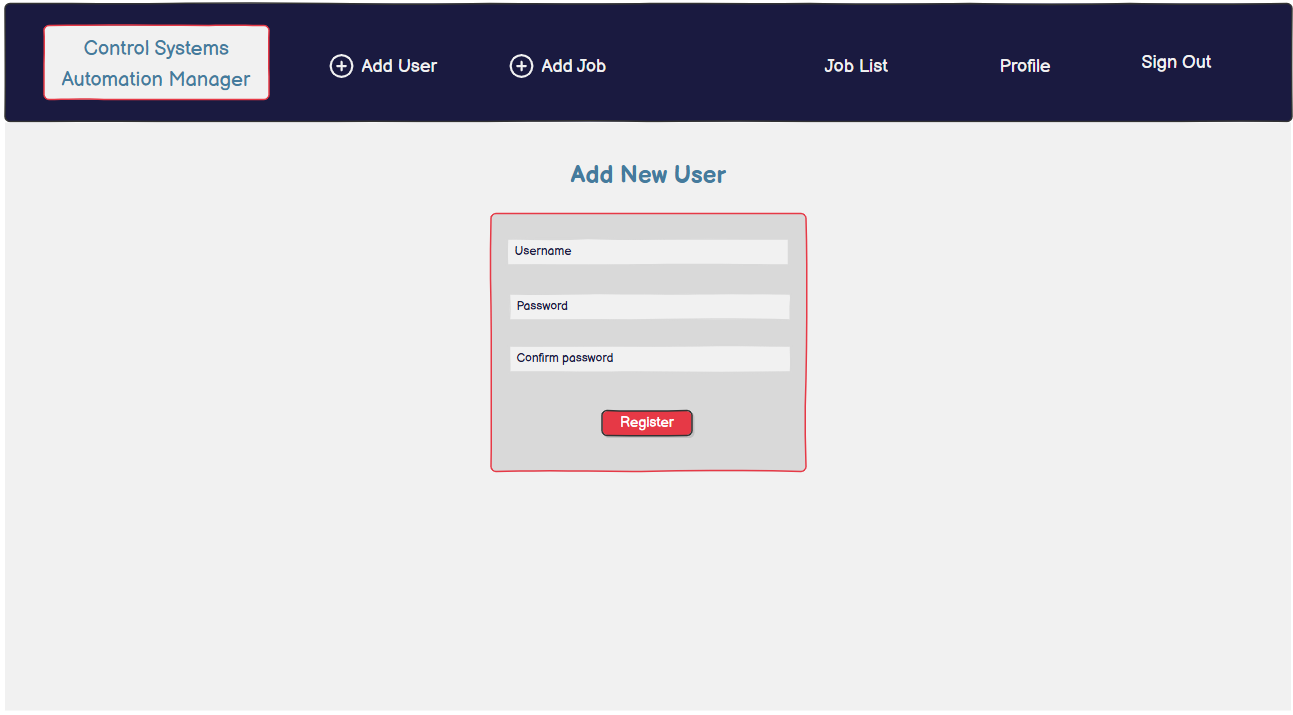 Control Systems
Automation Manager
Add User
Add Job
Job List
Profile
Sign Out
Add New User
Username
Password
Confirm password
Register